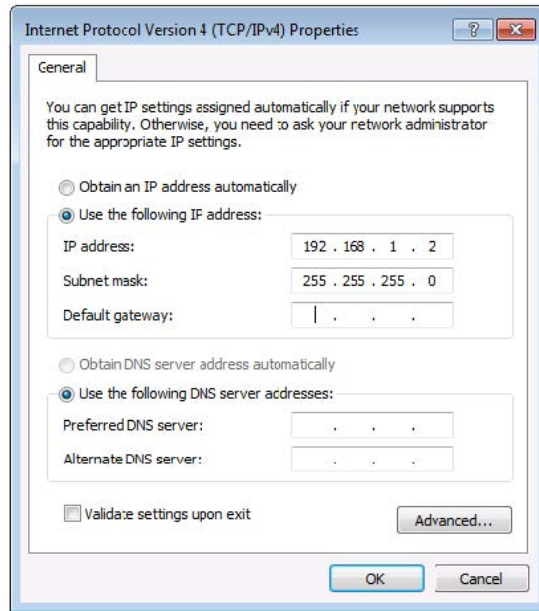 Internet Protocol Version 4 (TCP/IPv4) Properties
General
You can get IP settings assigned automatically if your network supports
this capability. Otherwise, you need to ask your network administrator
for the appropriate IP settings.
Obtain an IP address automatically
Use the following IP address:
IP address: 192 . 168 . 1 . 2
Subnet mask: 255 . 255 . 255 . 0
Default gateway: . . .
Obtain DNS server address automatically
Use the following DNS server addresses:
Preferred DNS server: . . .
Alternate DNS server: . . .
Validate settings upon exit
Advanced...
OK Cancel